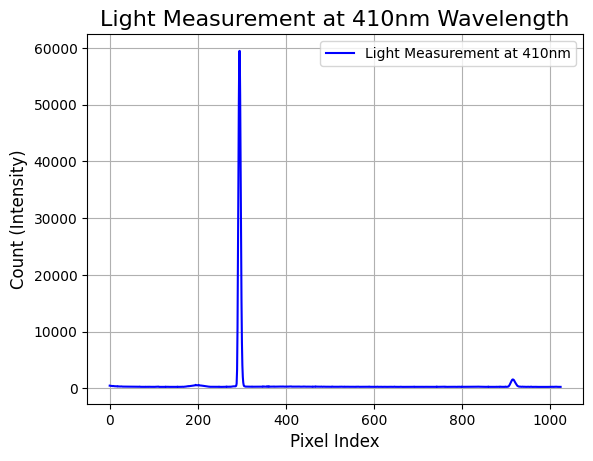 Light Measurement at 410nm Wavelength
Light Measurement at 410nm
Count (Intensity)
60000
50000
40000
30000
20000
10000
0
0 200 400 600 800 1000
Pixel Index